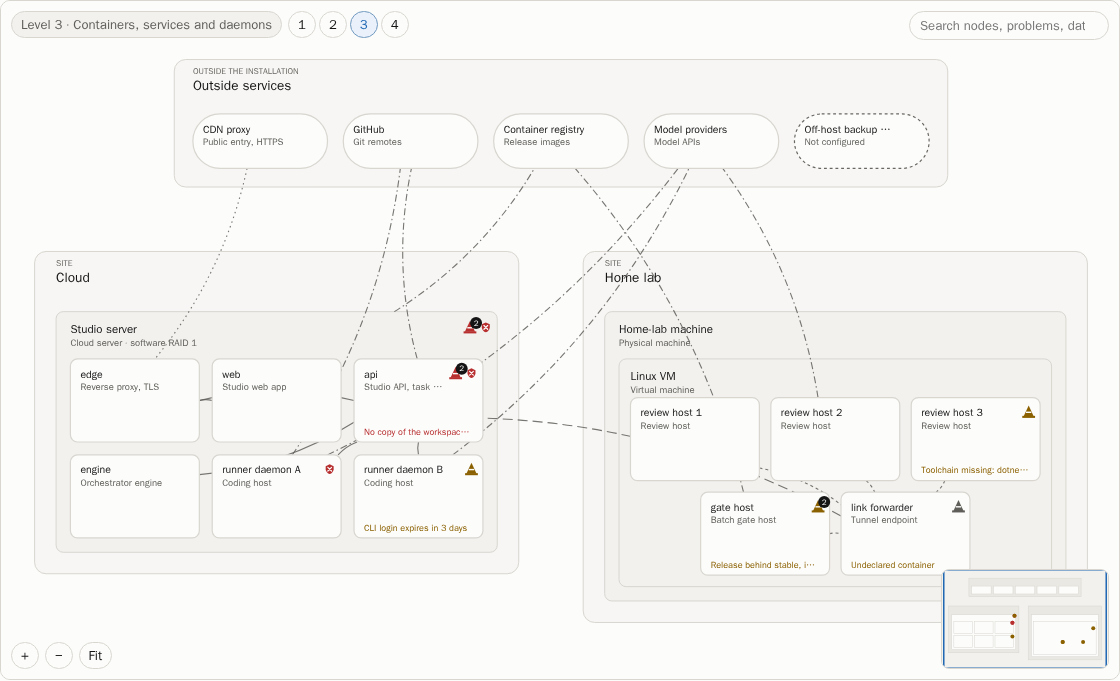 Level 3 · Containers, services and daemons
1
2
3
4
Search nodes, problems, dat
OUTSIDE THE INSTALLATION
Outside services
CDN proxy
Public entry, HTTPS
GitHub
Git remotes
Container registry
Release images
Model providers
Model APIs
Off-host backup ···
Not configured
SITE
Cloud
Studio server
Cloud server · software RAID 1
2
edge
Reverse proxy, TLS
web
Studio web app
api
Studio API, task ···
2
No copy of the workspac···
engine
Orchestrator engine
runner daemon A
Coding host
runner daemon B
Coding host
CLI login expires in 3 days
SITE
Home lab
Home-lab machine
Physical machine
Linux VM
Virtual machine
review host 1
Review host
review host 2
Review host
review host 3
Review host
Toolchain missing: dotne···
gate host
Batch gate host
2
Release behind stable, i···
link forwarder
Tunnel endpoint
Undeclared container
+
−
Fit